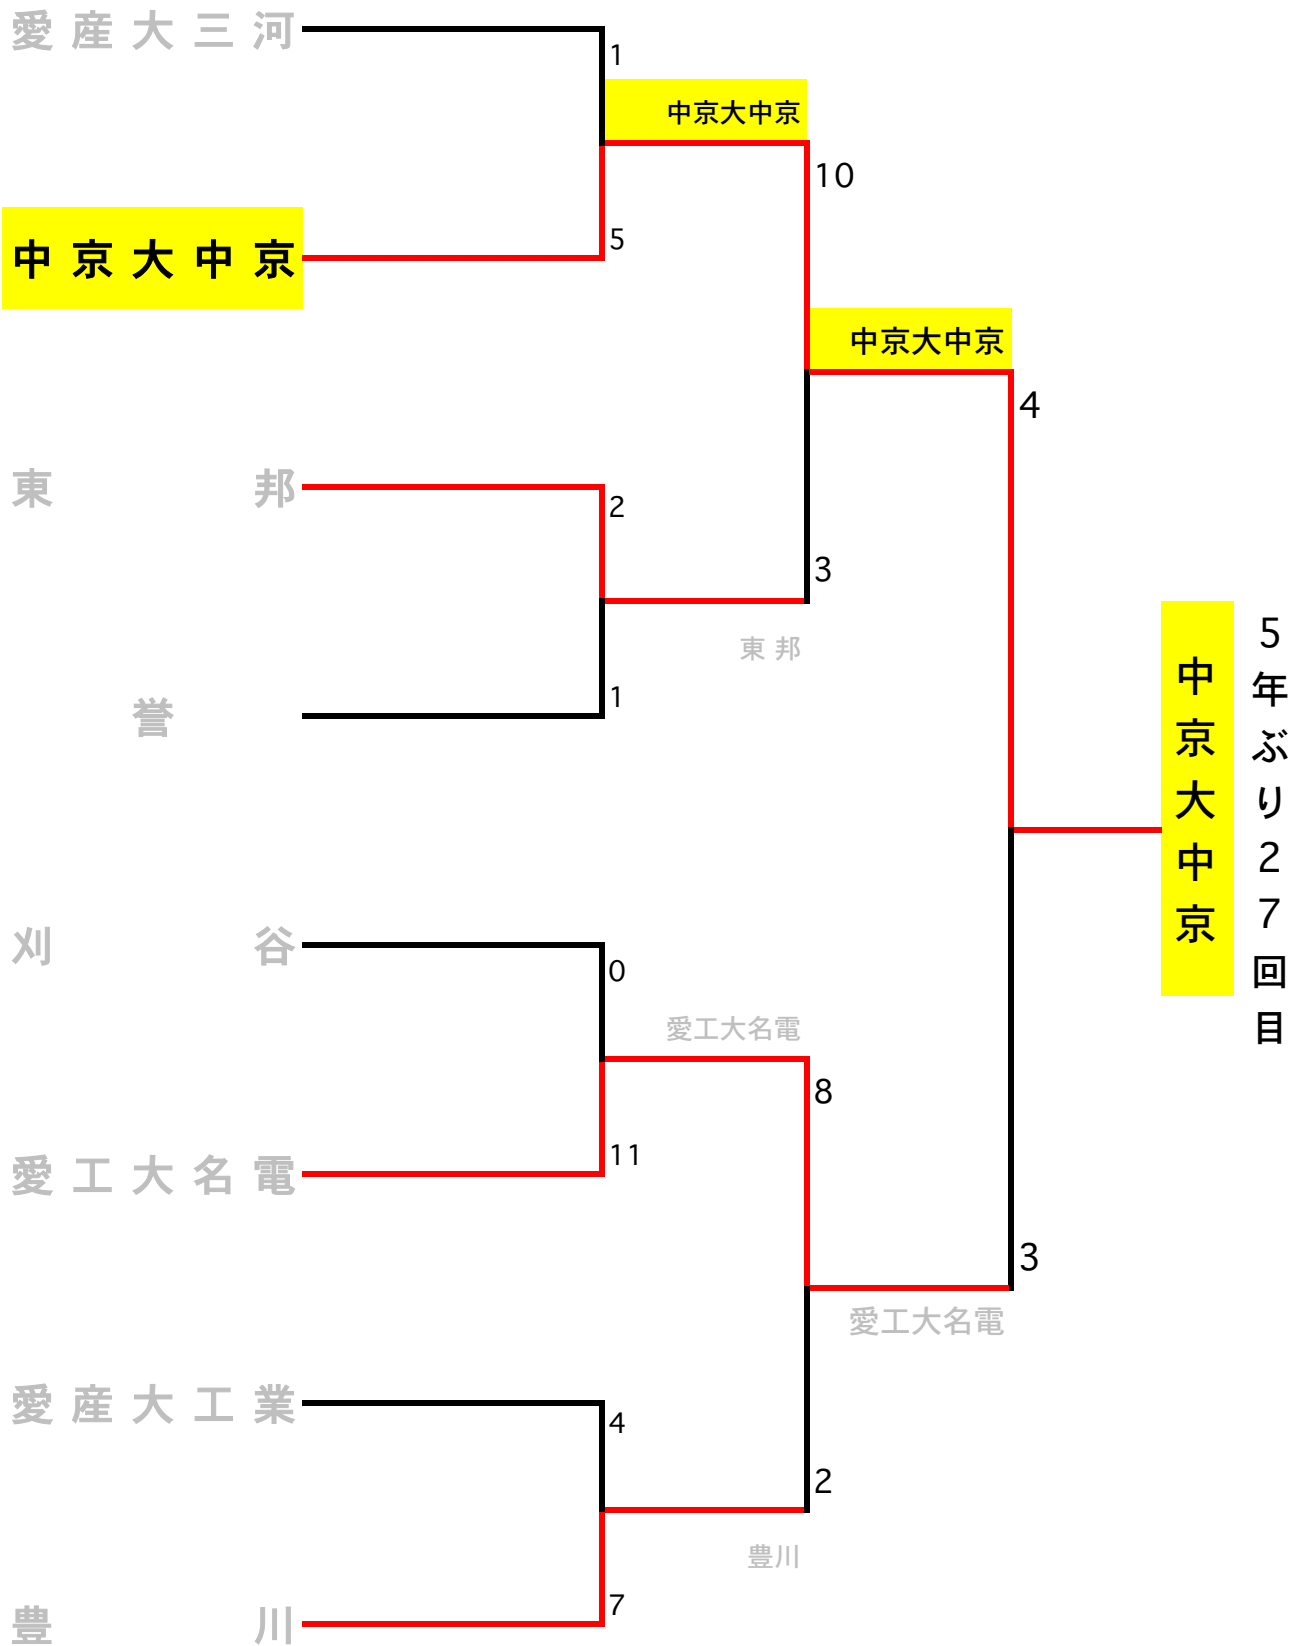 愛産大三河
1
中京大中京
10
5
中京大中京
中京大中京
4
東邦
2
3
東邦
1
誉
中京大中京
5年ぶり27回目
刈谷
0
愛工大名電
8
11
愛工大名電
3
愛工大名電
愛産大工業
4
2
豊川
7
豊川